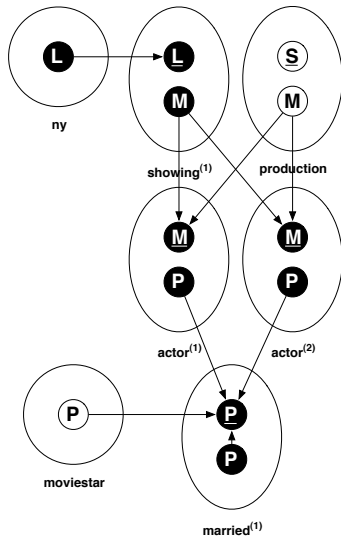 L L S
M M
ny
showing(1) production
M M
P P
actor(1) actor(2)
P P
P
moviestar
married(1)